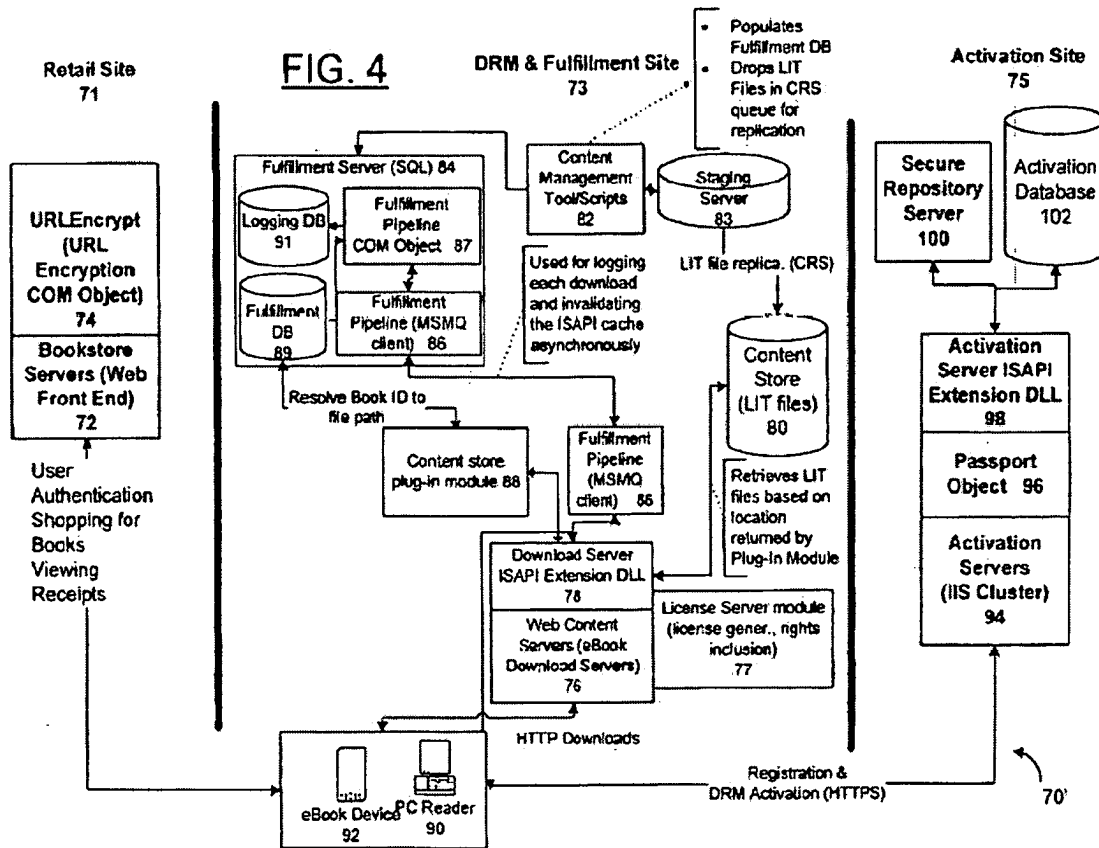 FIG. 4
Retail Site
71
DRM & Fulfillment Site
73
Activation Site
75
• Populates
Fulfillment DB
• Drops LIT
Files in CRS
queue for
replication
URLEncrypt
(URL
Encryption
COM Object)
74
Bookstore
Servers (Web
Front End)
72
User
Authentication
Shopping for
Books
Viewing
Receipts
Fulfillment Server (SQL) 84
Logging DB
91
Fulfillment
Pipeline
COM Object 87
Fulfillment
DB
89
Fulfillment
Pipeline (MSMQ
client) 86
Resolve Book ID to
file path
Content
Management
Tool/Scripts
82
Staging
Server
83
LIT file replica. (CRS)
Used for logging
each download
and invalidating
the ISAPI cache
asynchronously
Content
Store
(LIT files)
80
Content store
plug-in module 88
Fulfillment
Pipeline
(MSMQ
client) 85
Retrieves LIT
files based on
location
returned by
Plug-In Module
Download Server
ISAPI Extension DLL
78
Web Content
Servers (eBook
Download Servers)
76
License Server module
(license gener., rights
inclusion)
77
HTTP Downloads
Secure
Repository
Server
100
Activation
Database
102
Activation
Server ISAPI
Extension DLL
98
Passport
Object 96
Activation
Servers
(IIS Cluster)
94
eBook Device
92
PC Reader
90
Registration &
DRM Activation (HTTPS)
70'